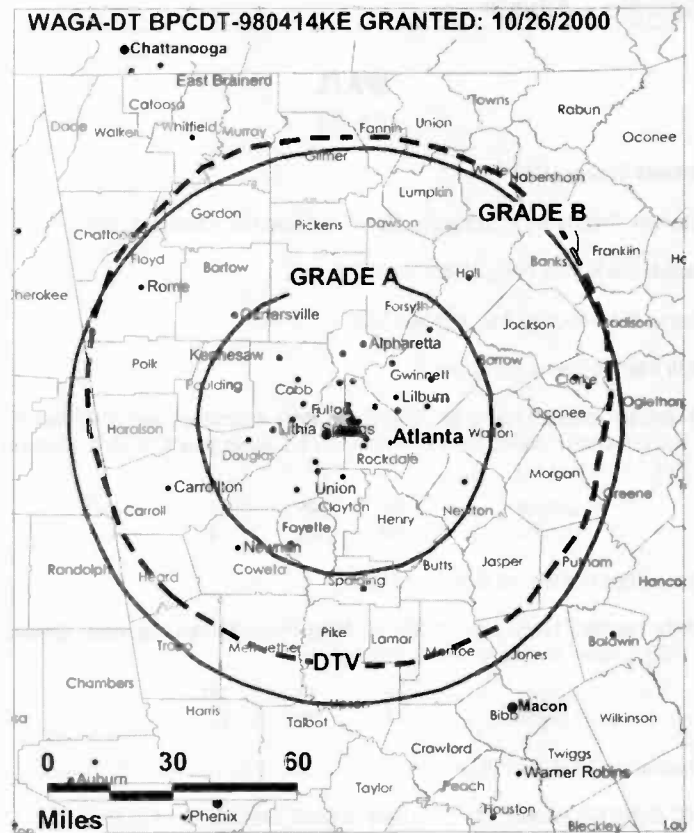 WAGA-DT BPCDT-980414KE GRANTED: 10/26/2000
Chattanooga
East Brainerd
Catoosa
Towns
Rabun
Union
Dade
Walker
Whitfield
Murray
Fannin
Oconee
Gilmer
White
Habersham
Lumpkin
Gordon
GRADE B
Pickens
Dawson
Franklin
Floyd
Banks
Bartow
GRADE A
Hall
Cherokee
Rome
Forsyth
Jackson
Madison
Alpharetta
Kennesaw
Barrow
Polk
Gwinnett
Paulding
Cobb
Clarke
Lilburn
Fulton
Oconee
Haralson
Lithia Springs
Atlanta
Walton
Douglas
Rockdale
Morgan
Carrollton
Union
Greene
Carroll
Clayton
Newton
Henry
Fayette
Newnan
Butts
Jasper
Putnam
Randolph
Heard
Coweta
Spalding
Pike
Lamar
Baldwin
Troup
Meriwether
DTV
Monroe
Jones
Chambers
Macon
Harris
Talbot
Bibb
Wilkinson
Crawford
Twiggs
0 30 60
Auburn
Warner Robins
Taylor
Peach
Miles
Phenix
Houston
Bleckley